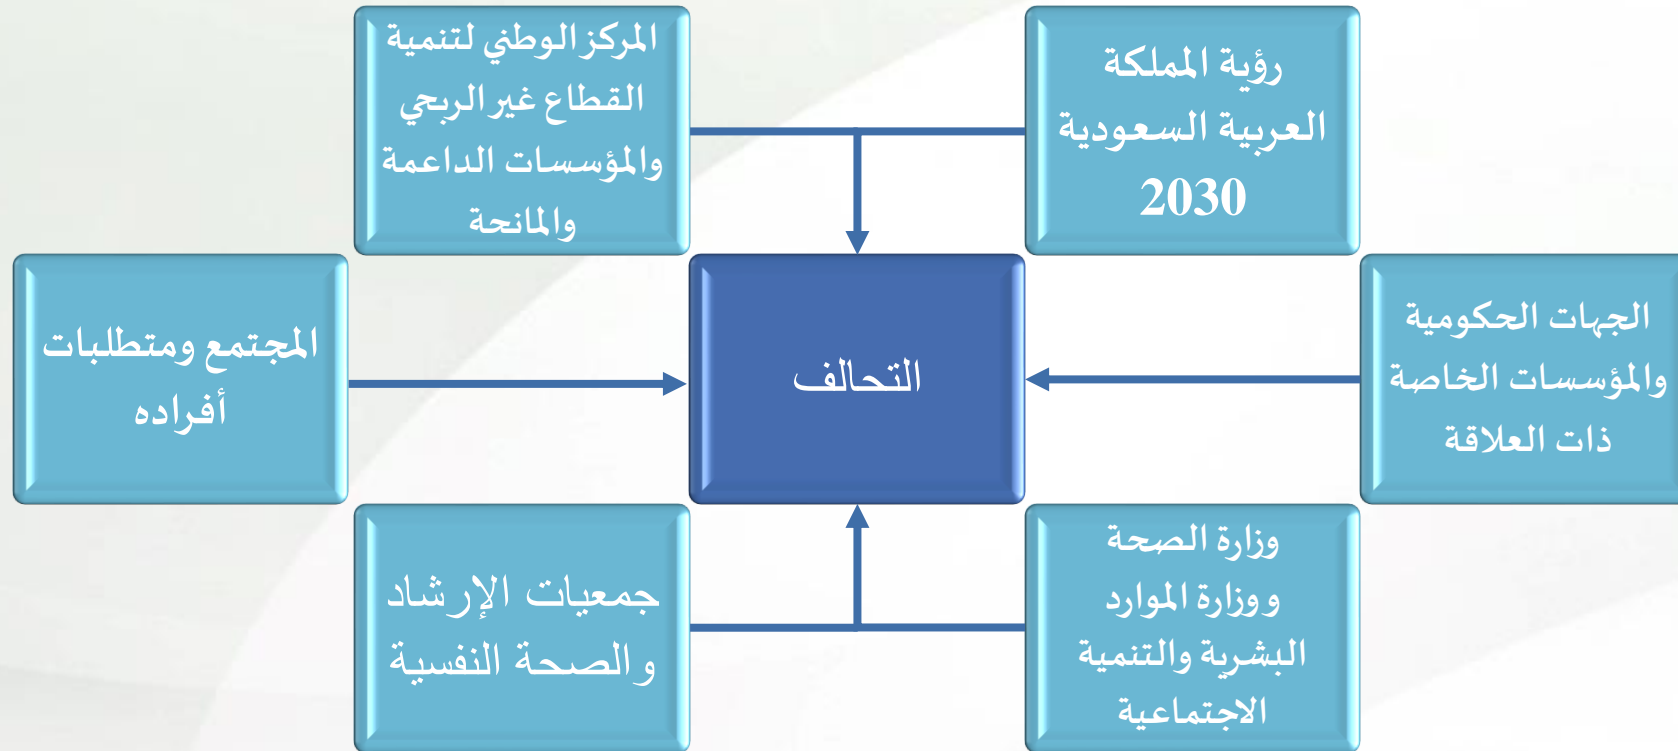 رؤية المملكة
العربية السعودية
2030
المركز الوطني لتنمية
القطاع غير الربحي
والمؤسسات الداعمة
والمانحة
الجهات الحكومية
والمؤسسات الخاصة
ذات العلاقة
التحالف
المجتمع ومتطلبات
أفراده
وزارة الصحة
ووزارة الموارد
البشرية والتنمية
الاجتماعية
جمعيات الإرشاد
والصحة النفسية